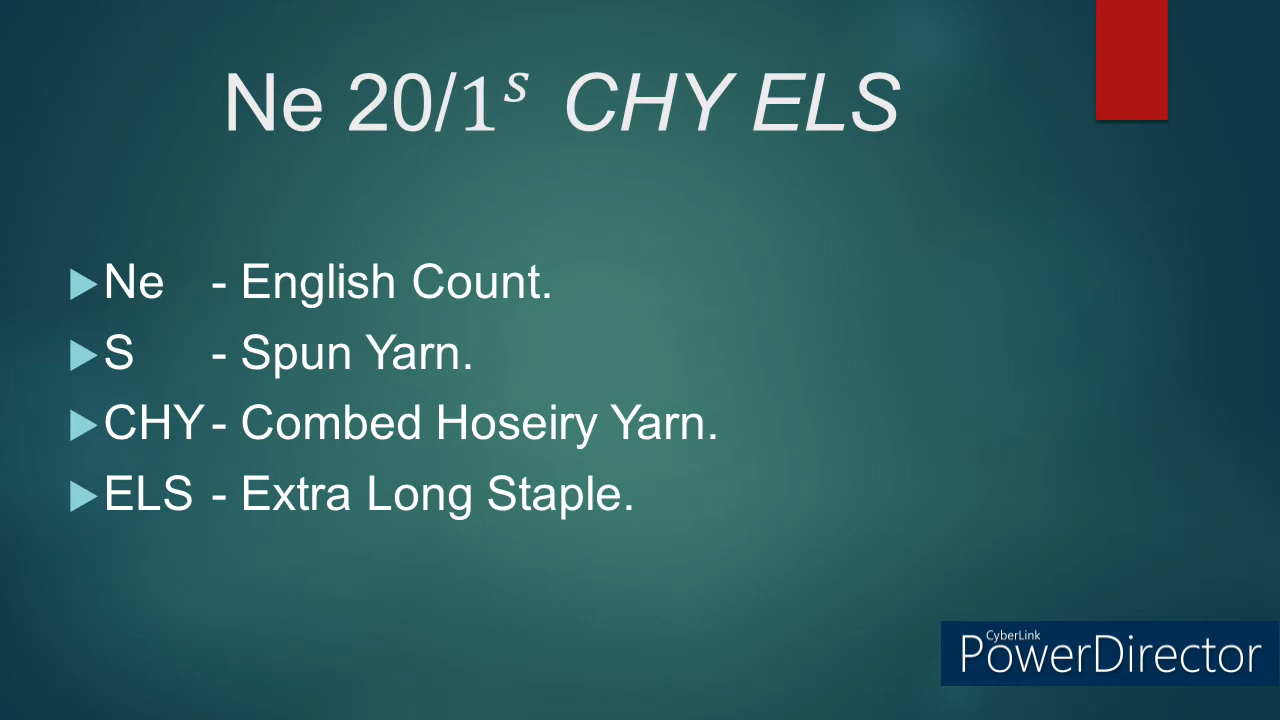 Ne 20/1ˢ CHY ELS
Ne - English Count.
S - Spun Yarn.
CHY - Combed Hoseiry Yarn.
ELS - Extra Long Staple.
CyberLink
PowerDirector